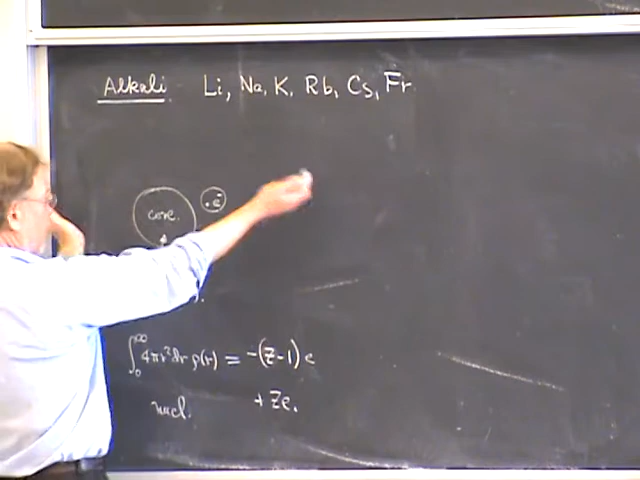 Alkali Li, Na, K, Rb, Cs, Fr
core. · e⁻
∫₀^∞ 4πr²dr ρ(r) = -(Z-1)e
nucl. +Ze.